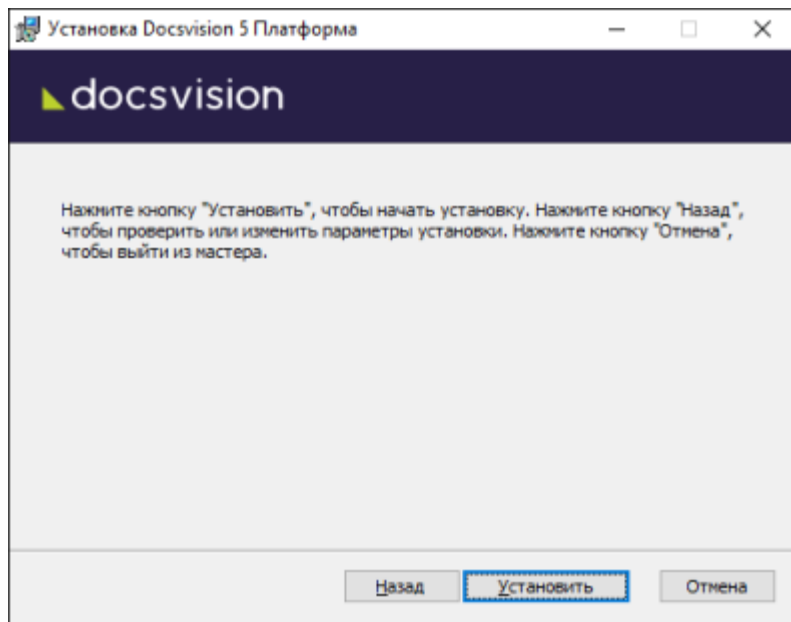 Установка Docsvision 5 Платформа
docsvision
Нажмите кнопку "Установить", чтобы начать установку. Нажмите кнопку "Назад",
чтобы проверить или изменить параметры установки. Нажмите кнопку "Отмена",
чтобы выйти из мастера.
Назад Установить Отмена